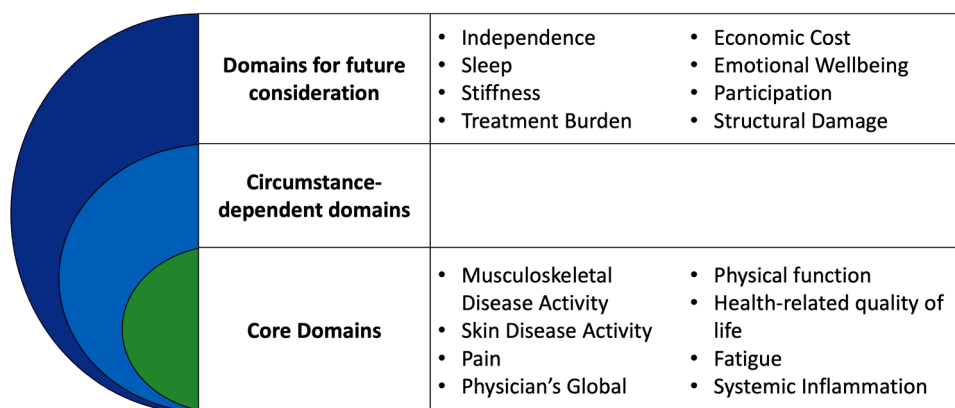 Domains for future
consideration
• Independence
• Sleep
• Stiffness
• Treatment Burden
• Economic Cost
• Emotional Wellbeing
• Participation
• Structural Damage
Circumstance-
dependent domains
Core Domains
• Musculoskeletal
Disease Activity
• Skin Disease Activity
• Pain
• Physician’s Global
• Physical function
• Health-related quality of
life
• Fatigue
• Systemic Inflammation